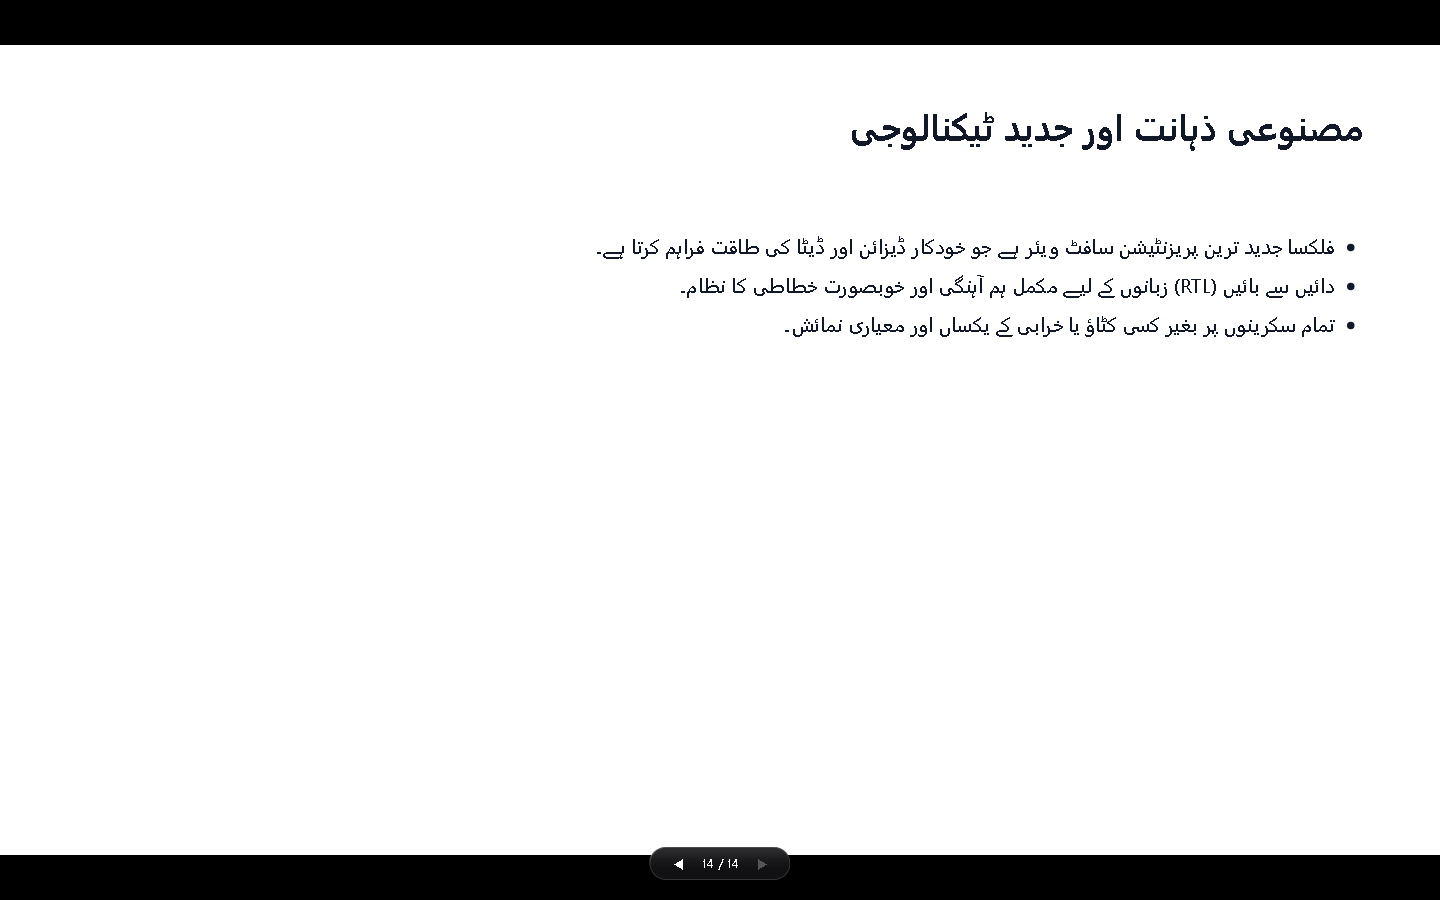 مصنوعی ذہانت اور جدید ٹیکنالوجی
فلکسا جدید ترین پریزنٹیشن سافٹ ویئر ہے جو خودکار ڈیزائن اور ڈیٹا کی طاقت فراہم کرتا ہے۔
دائیں سے بائیں (RTL) زبانوں کے لیے مکمل ہم آہنگی اور خوبصورت خطاطی کا نظام۔
تمام سکرینوں پر بغیر کسی کٹاؤ یا خرابی کے یکساں اور معیاری نمائش۔
14 / 14